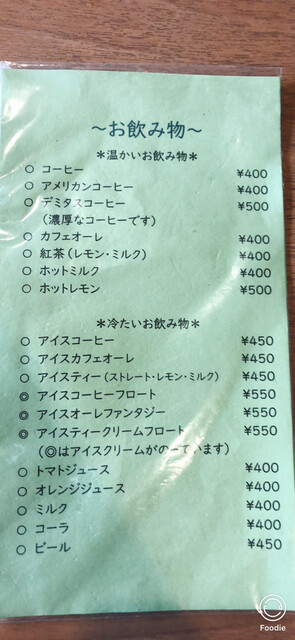 ～お飲み物～
＊温かいお飲み物＊
○ コーヒー ¥400
○ アメリカンコーヒー ¥400
○ デミタスコーヒー ¥500
(濃厚なコーヒーです)
○ カフェオーレ ¥400
○ 紅茶(レモン・ミルク) ¥400
○ ホットミルク ¥400
○ ホットレモン ¥500
＊冷たいお飲み物＊
○ アイスコーヒー ¥450
○ アイスカフェオーレ ¥450
○ アイスティー(ストレート・レモン・ミルク) ¥450
◎ アイスコーヒーフロート ¥550
◎ アイスオーレファンタジー ¥550
◎ アイスティークリームフロート ¥550
(◎はアイスクリームがのっています)
○ トマトジュース ¥400
○ オレンジジュース ¥400
○ ミルク ¥400
○ コーラ ¥400
○ ビール ¥450
Foodie